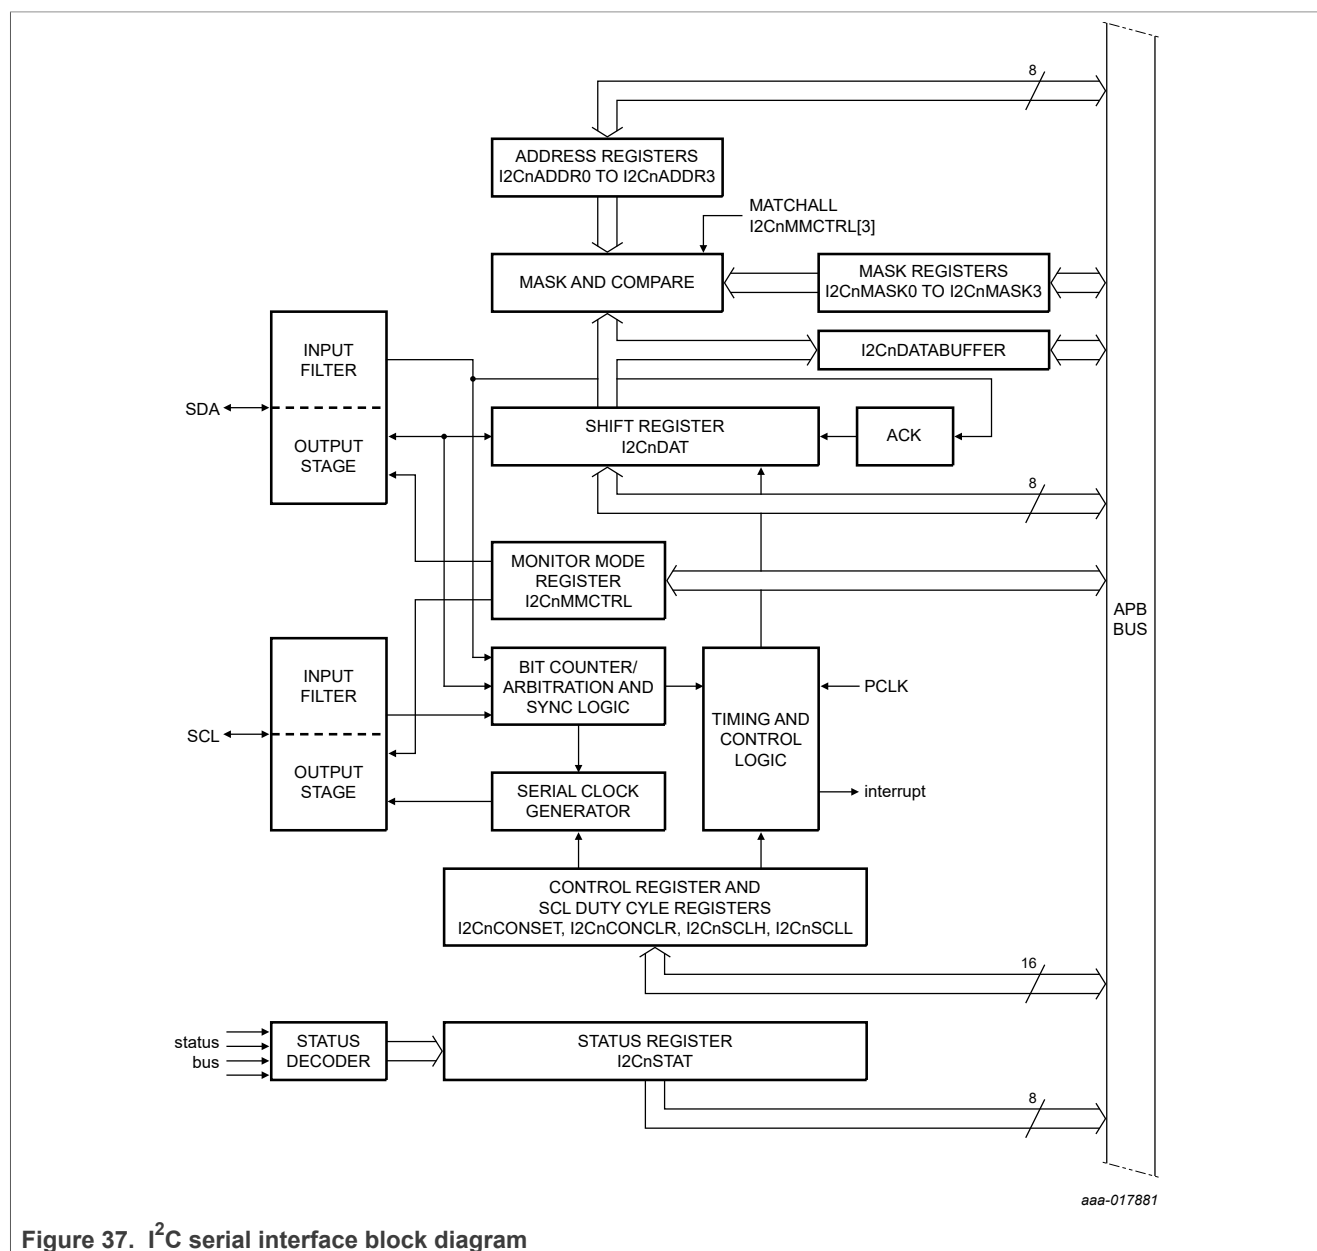 8
ADDRESS REGISTERS
I2CnADDR0 TO I2CnADDR3
MATCHALL
I2CnMMCTRL[3]
MASK AND COMPARE
MASK REGISTERS
I2CnMASK0 TO I2CnMASK3
I2CnDATABUFFER
INPUT
FILTER
SDA
OUTPUT
STAGE
SHIFT REGISTER
I2CnDAT
ACK
8
MONITOR MODE
REGISTER
I2CnMMCTRL
APB
BUS
INPUT
FILTER
SCL
OUTPUT
STAGE
BIT COUNTER/
ARBITRATION AND
SYNC LOGIC
PCLK
TIMING AND
CONTROL
LOGIC
SERIAL CLOCK
GENERATOR
interrupt
CONTROL REGISTER AND
SCL DUTY CYLE REGISTERS
I2CnCONSET, I2CnCONCLR, I2CnSCLH, I2CnSCLL
16
status
bus
STATUS
DECODER
STATUS REGISTER
I2CnSTAT
8
aaa-017881
Figure 37. I²C serial interface block diagram